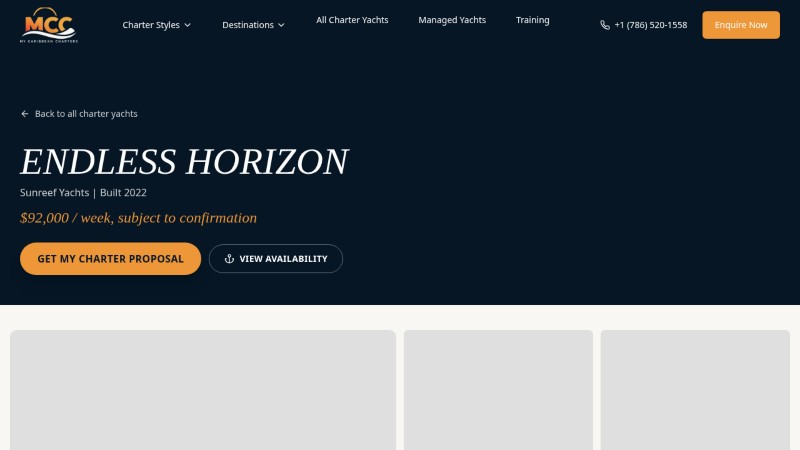 MCC
MY CARIBBEAN CHARTERS
Charter Styles
Destinations
All Charter Yachts
Managed Yachts
Training
+1 (786) 520-1558
Enquire Now
Back to all charter yachts
ENDLESS HORIZON
Sunreef Yachts | Built 2022
$92,000 / week, subject to confirmation
GET MY CHARTER PROPOSAL
VIEW AVAILABILITY